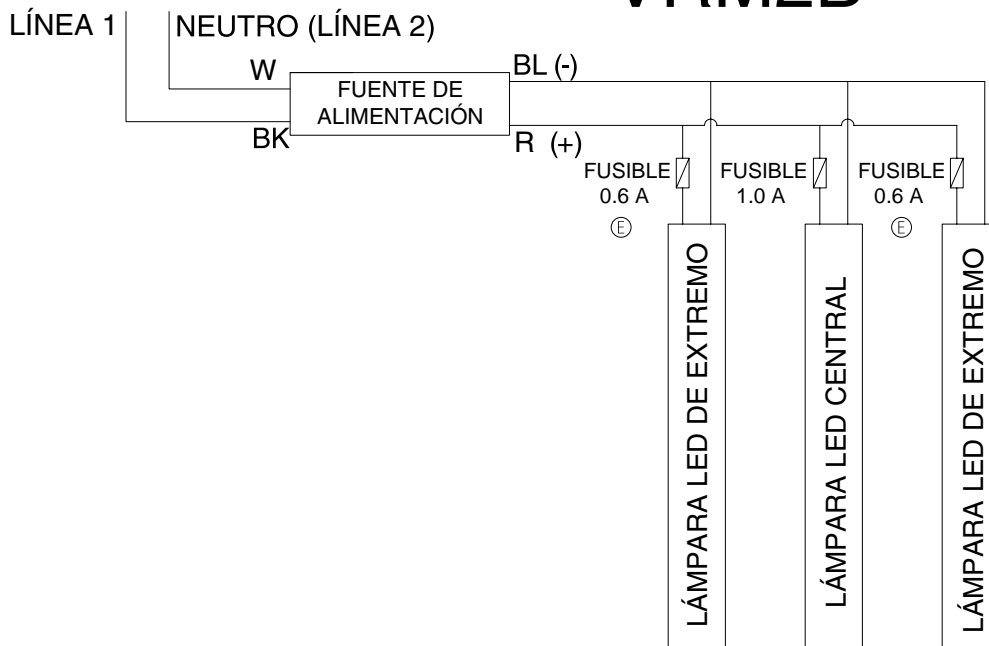 LÍNEA 1
NEUTRO (LÍNEA 2)
W
BL (-)
FUENTE DE
ALIMENTACIÓN
BK
R (+)
FUSIBLE
0.6 A
E
FUSIBLE
1.0 A
FUSIBLE
0.6 A
E
LÁMPARA LED DE EXTREMO
LÁMPARA LED CENTRAL
LÁMPARA LED DE EXTREMO